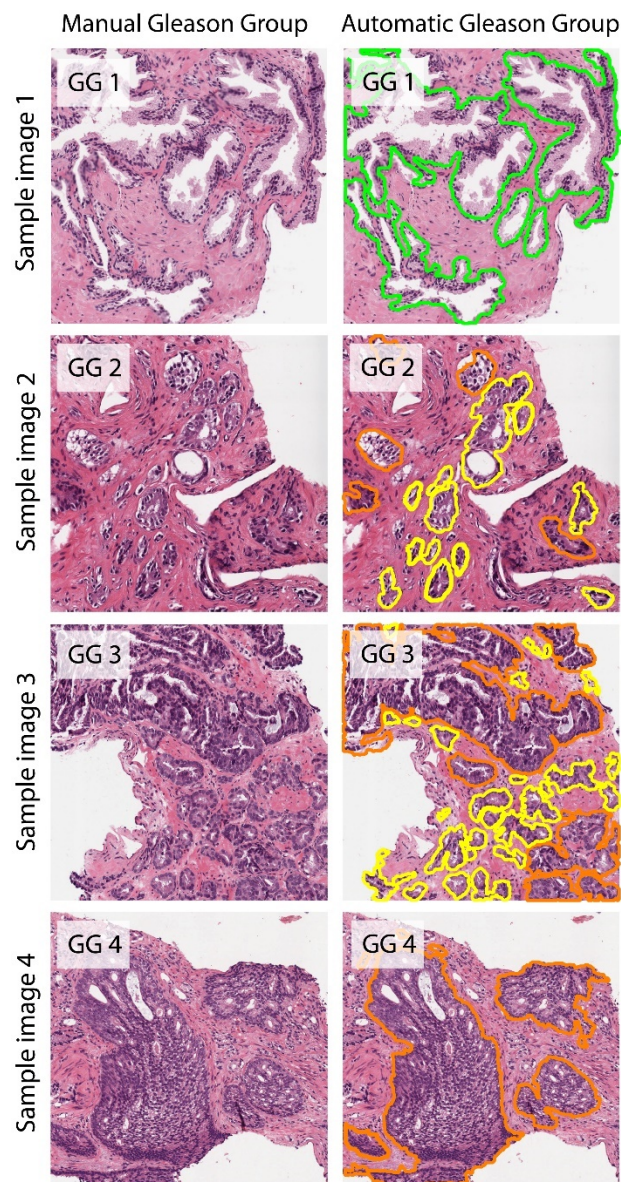 Manual Gleason Group
Automatic Gleason Group
Sample image 1
GG 1
GG 1
Sample image 2
GG 2
GG 2
Sample image 3
GG 3
GG 3
Sample image 4
GG 4
GG 4